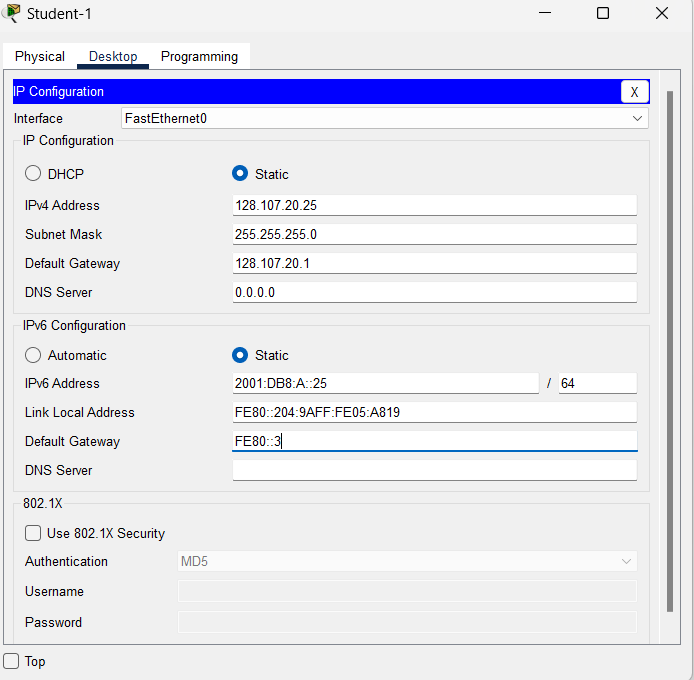 Student-1
Physical Desktop Programming
IP Configuration X
Interface FastEthernet0
IP Configuration
DHCP Static
IPv4 Address 128.107.20.25
Subnet Mask 255.255.255.0
Default Gateway 128.107.20.1
DNS Server 0.0.0.0
IPv6 Configuration
Automatic Static
IPv6 Address 2001:DB8:A::25 / 64
Link Local Address FE80::204:9AFF:FE05:A819
Default Gateway FE80::3
DNS Server
802.1X
Use 802.1X Security
Authentication MD5
Username
Password
Top